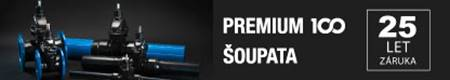 PREMIUM 100
ŠOUPATA
25
LET
ZÁRUKA